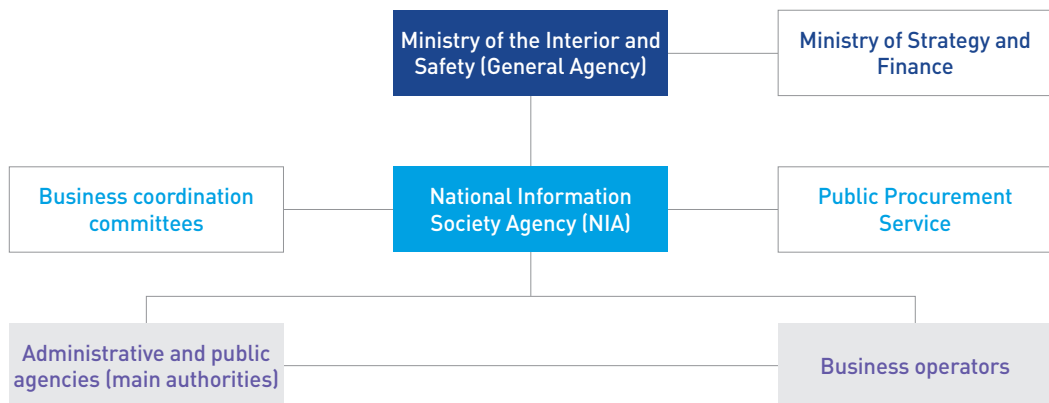 Ministry of the Interior and
Safety (General Agency)
Ministry of Strategy and
Finance
Business coordination
committees
National Information
Society Agency (NIA)
Public Procurement
Service
Administrative and public
agencies (main authorities)
Business operators